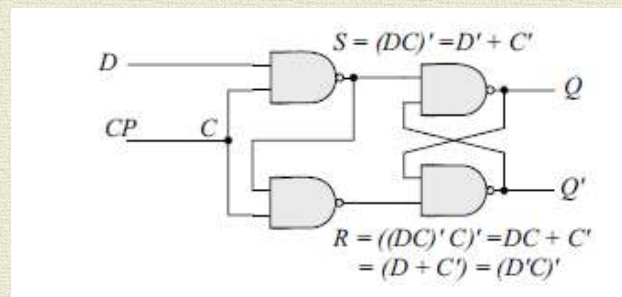 S = (DC)' =D' + C'
D
Q
CP
C
Q'
R = ((DC)' C)' =DC + C'
= (D + C') = (D'C)'